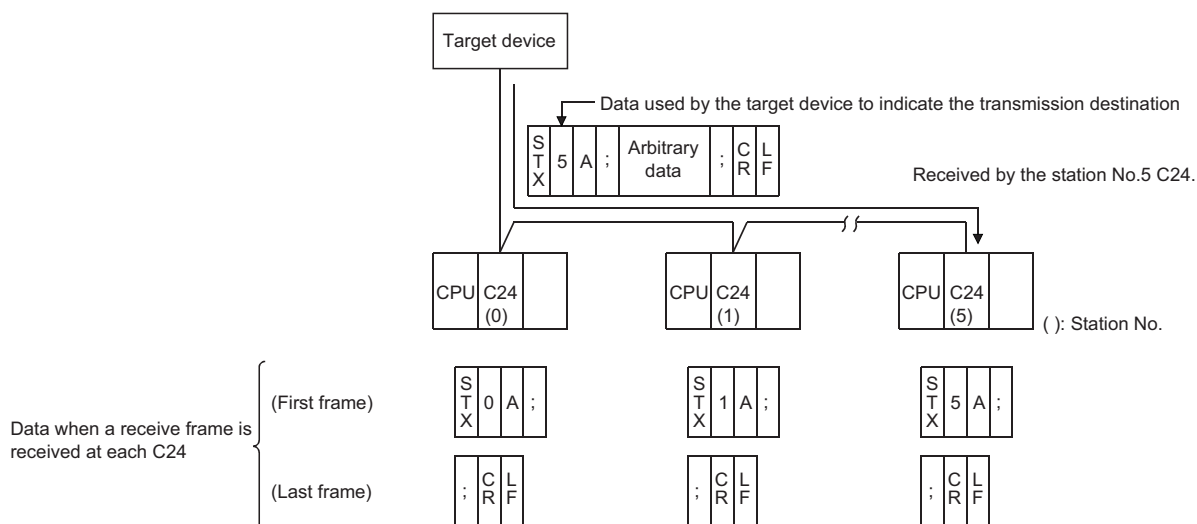 Target device
Data used by the target device to indicate the transmission destination
STX 5 A ; Arbitrary data ; CR LF
Received by the station No.5 C24.
CPU C24 (0)
CPU C24 (1)
CPU C24 (5)
( ): Station No.
Data when a receive frame is
received at each C24
(First frame)
STX 0 A ;
STX 1 A ;
STX 5 A ;
(Last frame)
; CR LF
; CR LF
; CR LF